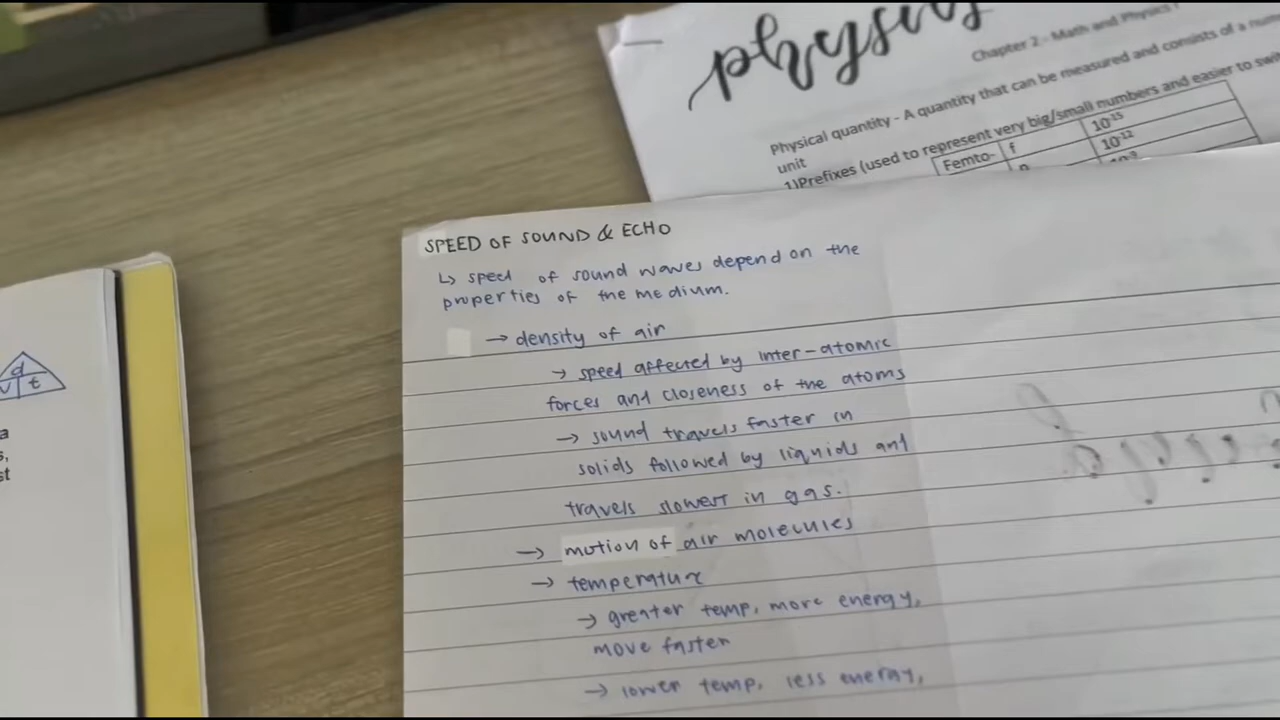 physics
Chapter 2 - Math and Physics
Physical quantity - A quantity that can be measured and consists of a
unit
1)Prefixes (used to represent very big/small numbers and easier to
Femto- f 10-15
10-12
10-9
SPEED OF SOUND & ECHO
↳ speed of sound waves depend on the
properties of the medium.
→ density of air
→ speed affected by inter-atomic
forces and closeness of the atoms
→ sound travels faster in
solids followed by liquids and
travels slowest in gas.
→ motion of air molecules
→ temperature
→ greater temp, more energy,
move faster
→ lower temp, less energy,
d
v t
a
s,
st